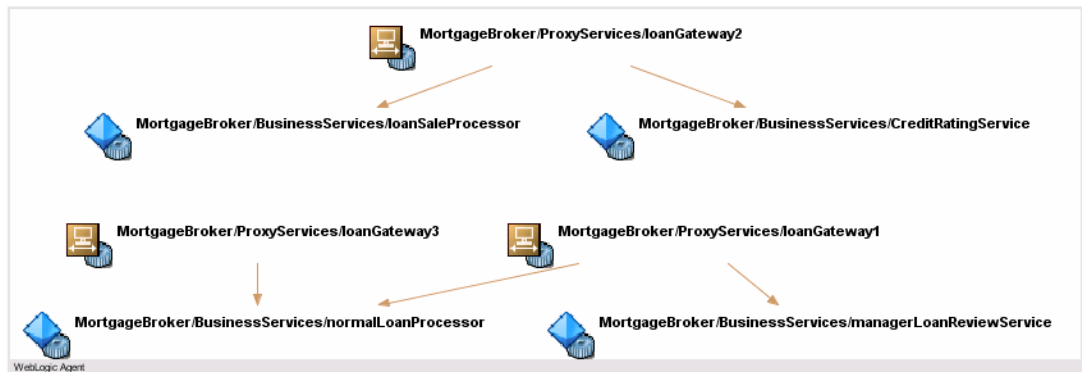 MortgageBroker/ProxyServices/loanGateway2
MortgageBroker/BusinessServices/loanSaleProcessor
MortgageBroker/BusinessServices/CreditRatingService
MortgageBroker/ProxyServices/loanGateway3
MortgageBroker/ProxyServices/loanGateway1
MortgageBroker/BusinessServices/normalLoanProcessor
MortgageBroker/BusinessServices/managerLoanReviewService
WebLogic Agent